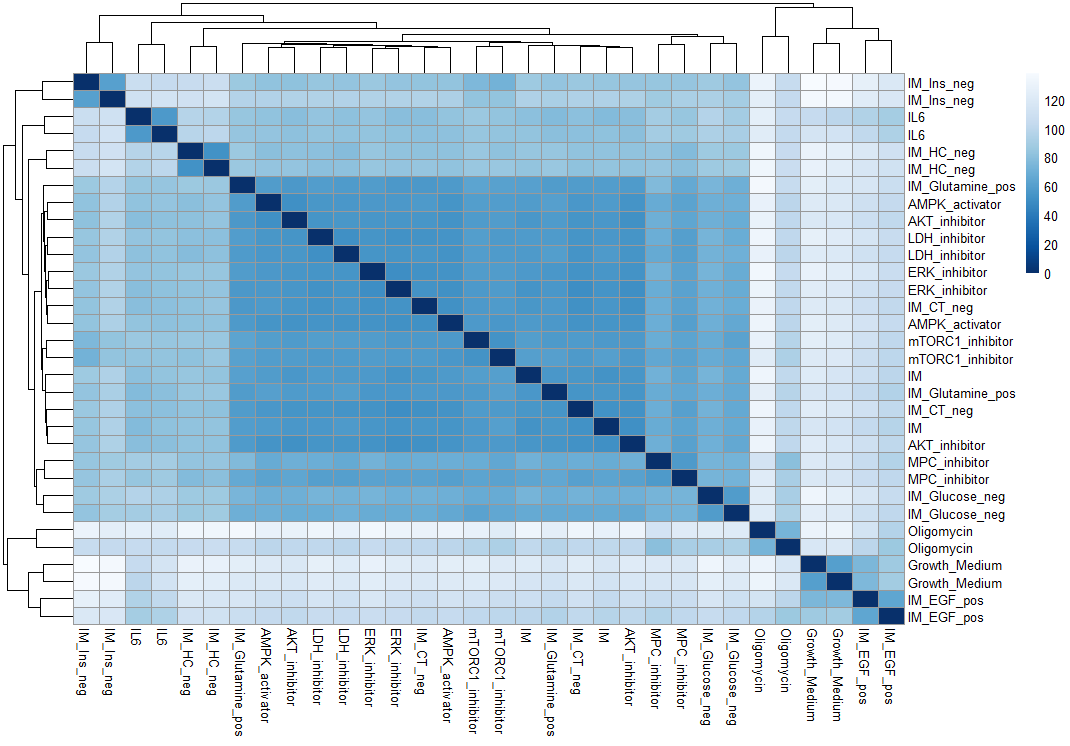 IM_Ins_neg
IM_Ins_neg
IL6
IL6
IM_HC_neg
IM_HC_neg
IM_Glutamine_pos
AMPK_activator
AKT_inhibitor
LDH_inhibitor
LDH_inhibitor
ERK_inhibitor
ERK_inhibitor
IM_CT_neg
AMPK_activator
mTORC1_inhibitor
mTORC1_inhibitor
IM
IM_Glutamine_pos
IM_CT_neg
IM
AKT_inhibitor
MPC_inhibitor
MPC_inhibitor
IM_Glucose_neg
IM_Glucose_neg
Oligomycin
Oligomycin
Growth_Medium
Growth_Medium
IM_EGF_pos
IM_EGF_pos
120
100
80
60
40
20
0
IM_Ins_neg
IM_Ins_neg
IL6
IL6
IM_HC_neg
IM_HC_neg
IM_Glutamine_pos
AMPK_activator
AKT_inhibitor
LDH_inhibitor
LDH_inhibitor
ERK_inhibitor
ERK_inhibitor
IM_CT_neg
AMPK_activator
mTORC1_inhibitor
mTORC1_inhibitor
IM
IM_Glutamine_pos
IM_CT_neg
IM
AKT_inhibitor
MPC_inhibitor
MPC_inhibitor
IM_Glucose_neg
IM_Glucose_neg
Oligomycin
Oligomycin
Growth_Medium
Growth_Medium
IM_EGF_pos
IM_EGF_pos